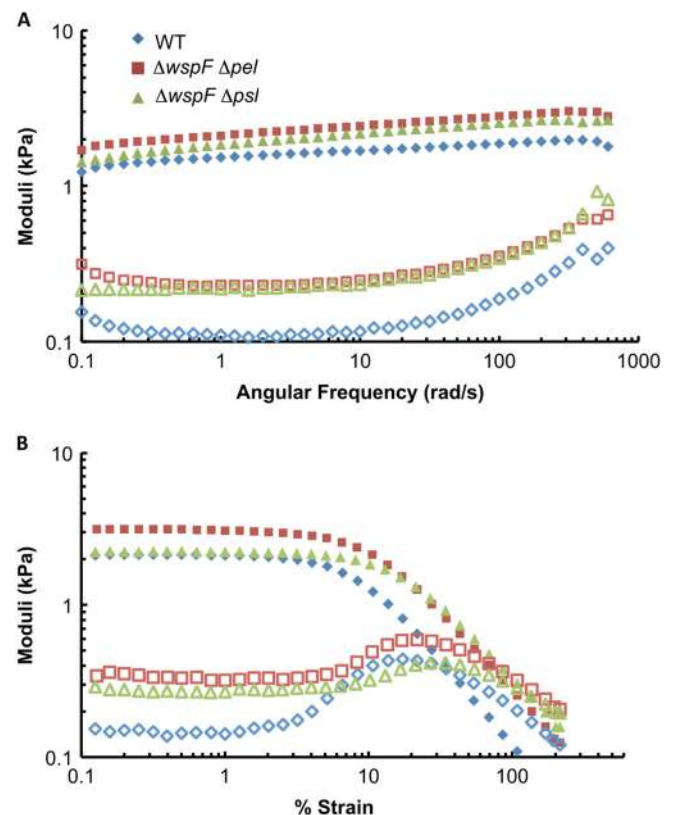 A
10
WT
ΔwspF Δpel
ΔwspF Δpsl
Moduli (kPa)
1
0.1
0.1 1 10 100 1000
Angular Frequency (rad/s)
B
10
Moduli (kPa)
1
0.1
0.1 1 10 100
% Strain